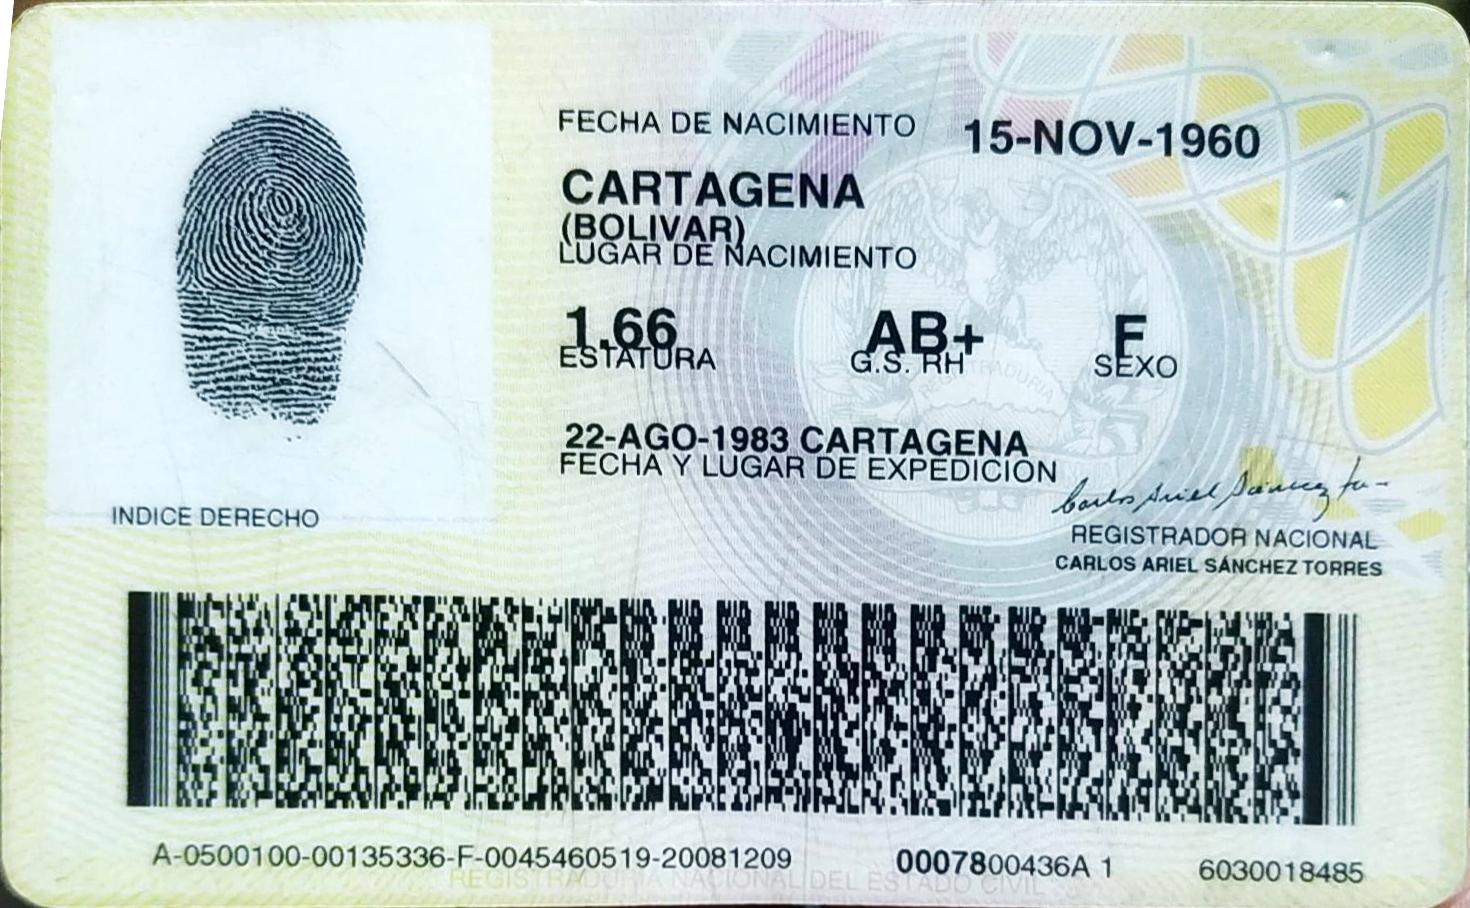 FECHA DE NACIMIENTO 15-NOV-1960
CARTAGENA
(BOLIVAR)
LUGAR DE NACIMIENTO
1.66 AB+ F
ESTATURA G.S. RH SEXO
22-AGO-1983 CARTAGENA
FECHA Y LUGAR DE EXPEDICION
INDICE DERECHO
Carlos Ariel Sánchez
REGISTRADOR NACIONAL
CARLOS ARIEL SÁNCHEZ TORRES
A-0500100-00135336-F-0045460519-20081209 0007800436A 1 6030018485
REGISTRADURIA NACIONAL DEL ESTADO CIVIL